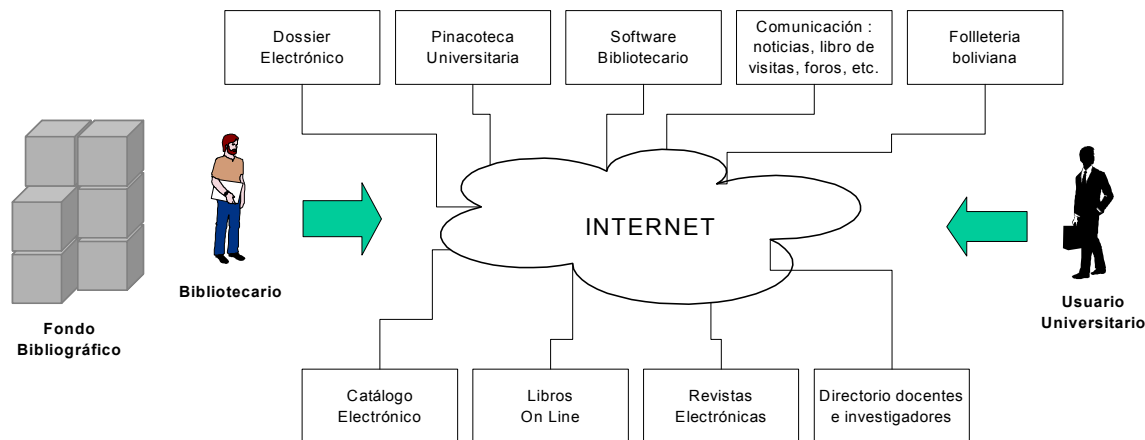 Dossier
Electrónico
Pinacoteca
Universitaria
Software
Bibliotecario
Comunicación :
noticias, libro de
visitas, foros, etc.
Follleteria
boliviana
INTERNET
Bibliotecario
Fondo
Bibliográfico
Usuario
Universitario
Catálogo
Electrónico
Libros
On Line
Revistas
Electrónicas
Directorio docentes
e investigadores